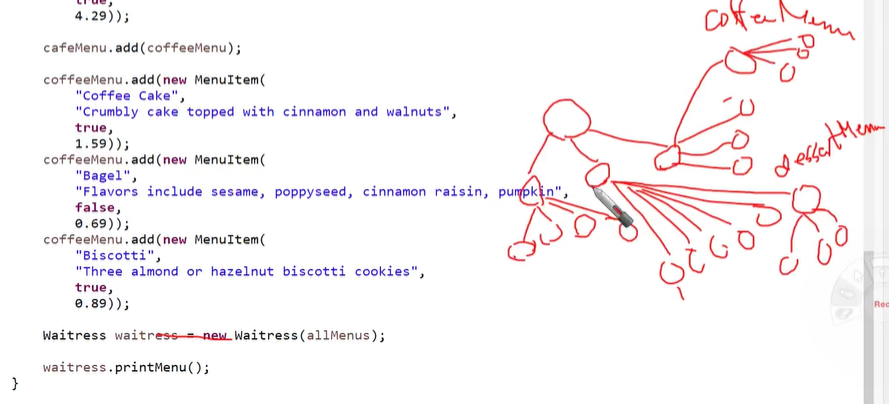 true,
4.29));
cafeMenu.add(coffeeMenu);
coffeeMenu.add(new MenuItem(
"Coffee Cake",
"Crumbly cake topped with cinnamon and walnuts",
true,
1.59));
coffeeMenu.add(new MenuItem(
"Bagel",
"Flavors include sesame, poppyseed, cinnamon raisin, pumpkin",
false,
0.69));
coffeeMenu.add(new MenuItem(
"Biscotti",
"Three almond or hazelnut biscotti cookies",
true,
0.89));
Waitress waitress = new Waitress(allMenus);
waitress.printMenu();
}
coffeeMenu
dessertMenu
Rec